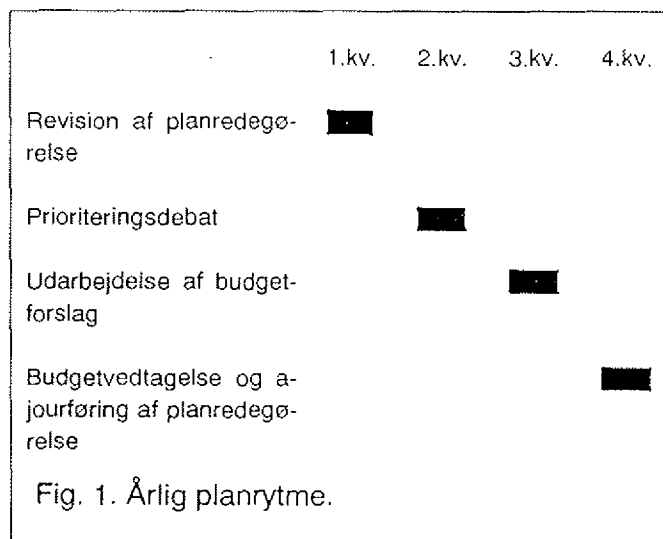 1.kv. 2.kv. 3.kv. 4.kv.
Revision af planredegø-
relse
Prioriteringsdebat
Udarbejdelse af budget-
forslag
Budgetvedtagelse og a-
jourføring af planredegø-
relse
Fig. 1. Årlig planrytme.